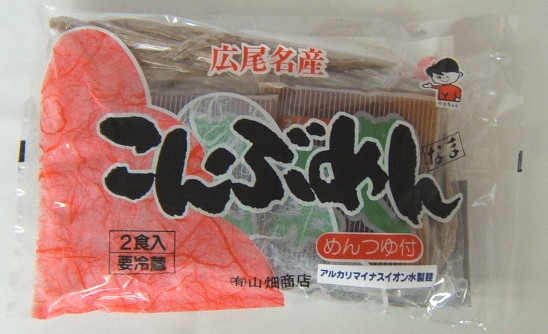 広尾名産
こんぶめん
なま
2食入
要冷蔵
めんつゆ付
アルカリマイナスイオン水製麺
㈲山畑商店